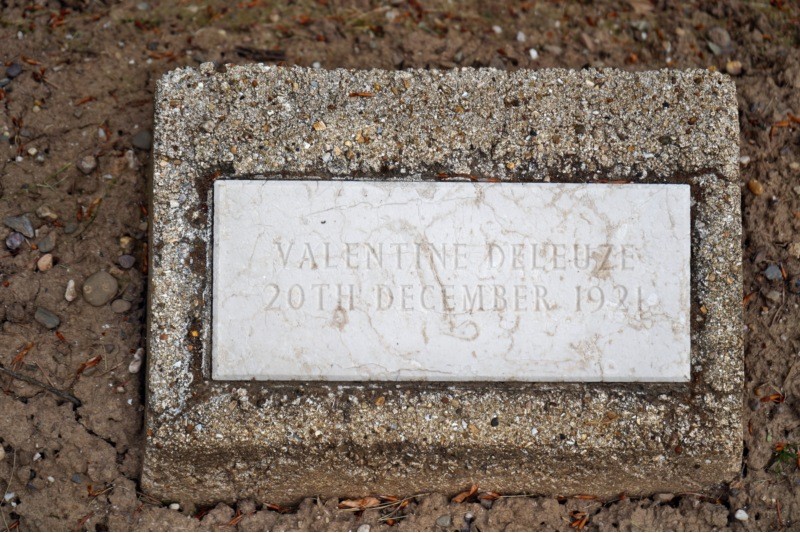 VALENTINE DELEUZE
20TH DECEMBER 1921